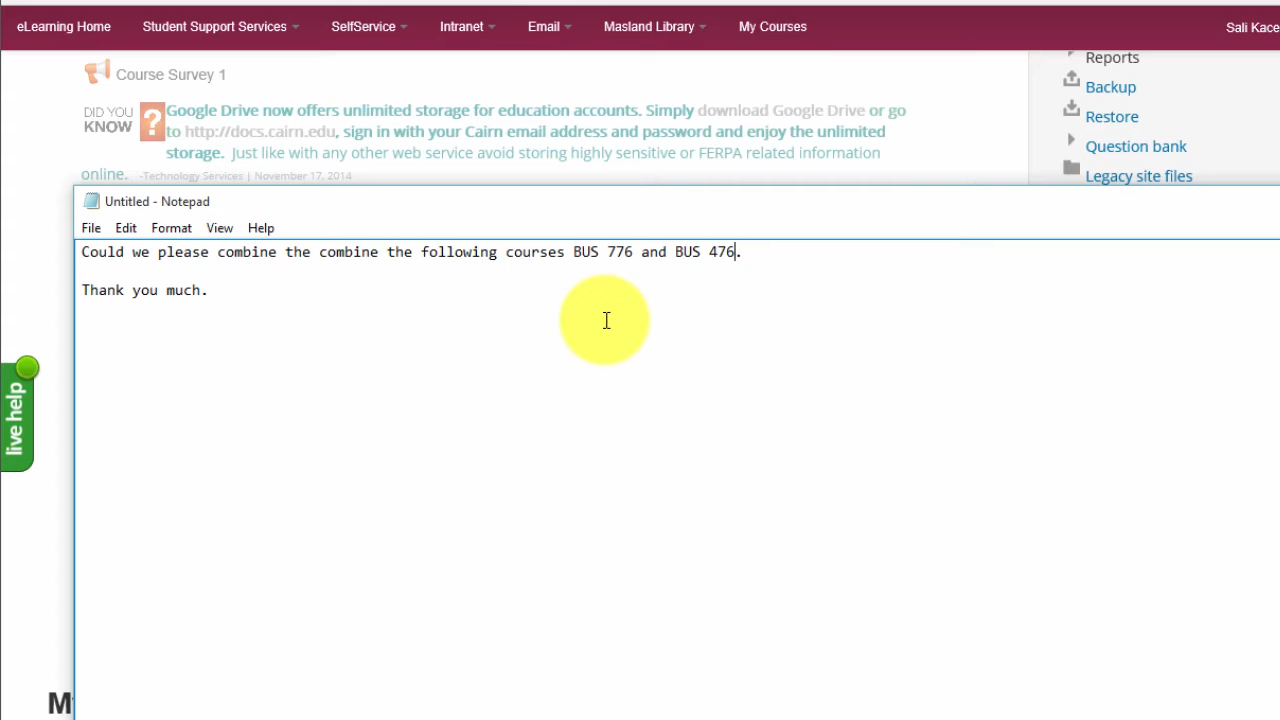 eLearning Home Student Support Services SelfService Intranet Email Masland Library My Courses Sali Kace
Course Survey 1
DID YOU KNOW ?
Google Drive now offers unlimited storage for education accounts. Simply download Google Drive or go
to http://docs.cairn.edu, sign in with your Cairn email address and password and enjoy the unlimited
storage. Just like with any other web service avoid storing highly sensitive or FERPA related information
online. -Technology Services | November 17, 2014
Reports
Backup
Restore
Question bank
Legacy site files
Untitled - Notepad
File Edit Format View Help
Could we please combine the combine the following courses BUS 776 and BUS 476.
Thank you much.
live help